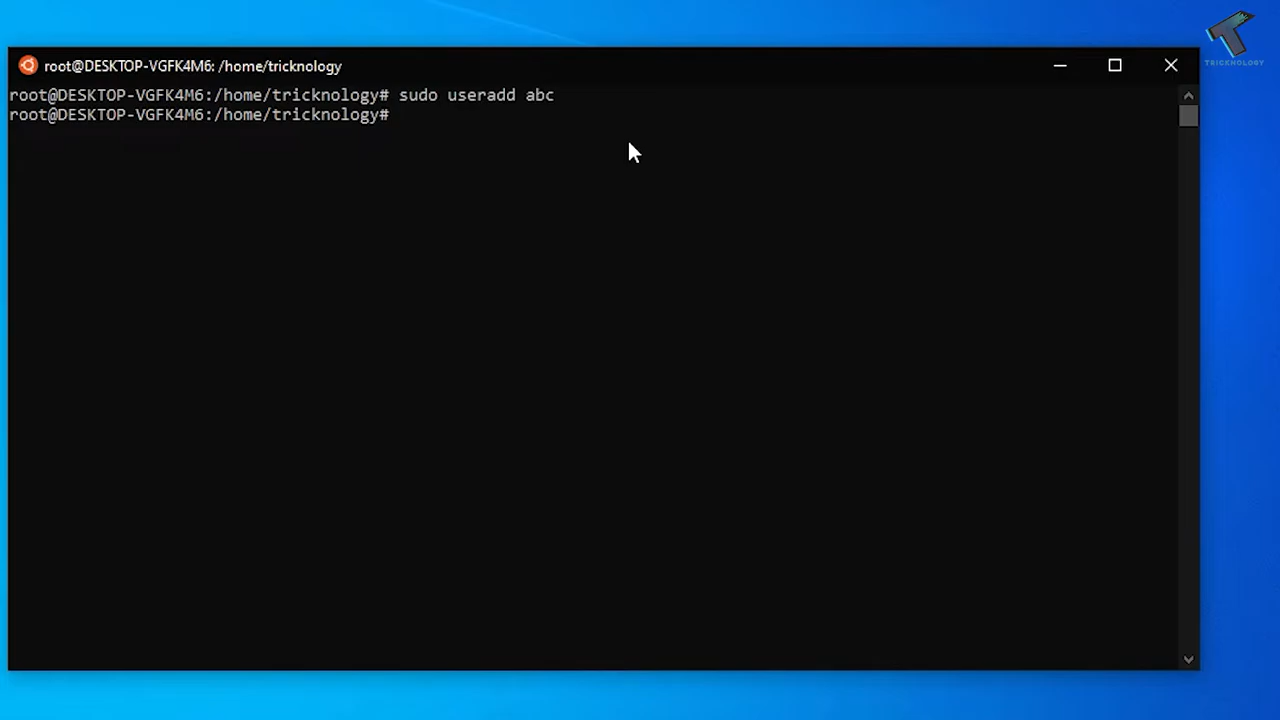 TRICKNOLOGY
root@DESKTOP-VGFK4M6: /home/tricknology
root@DESKTOP-VGFK4M6:/home/tricknology# sudo useradd abc
root@DESKTOP-VGFK4M6:/home/tricknology#